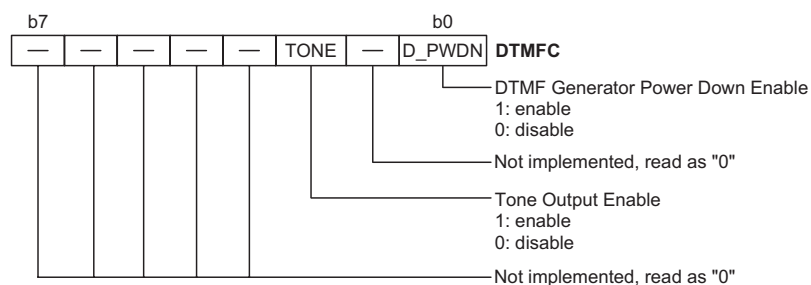 b7 b0
— — — — — TONE — D_PWDN DTMFC
DTMF Generator Power Down Enable
1: enable
0: disable
Not implemented, read as "0"
Tone Output Enable
1: enable
0: disable
Not implemented, read as "0"